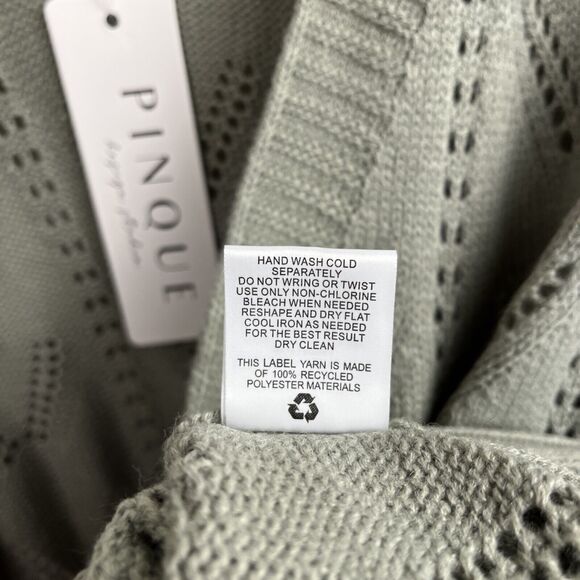 PINQUE
HAND WASH COLD
SEPARATELY
DO NOT WRING OR TWIST
USE ONLY NON-CHLORINE
BLEACH WHEN NEEDED
RESHAPE AND DRY FLAT
COOL IRON AS NEEDED
FOR THE BEST RESULT
DRY CLEAN
THIS LABEL YARN IS MADE
OF 100% RECYCLED
POLYESTER MATERIALS